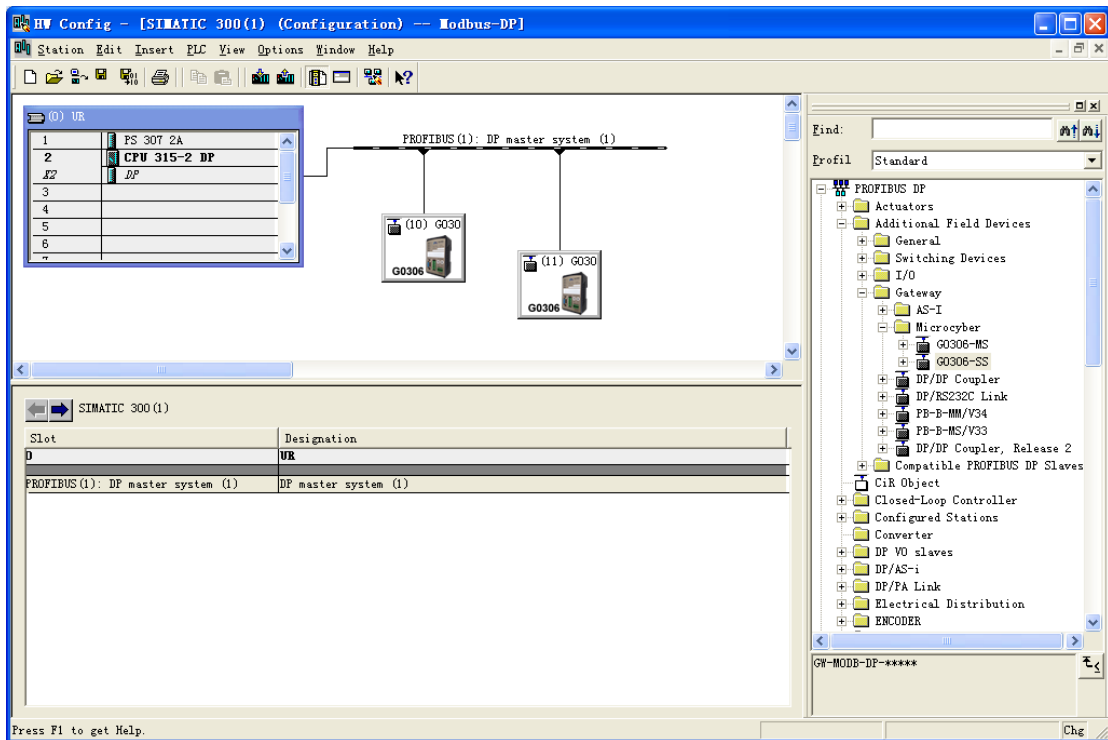 HW Config - [SIMATIC 300(1) (Configuration) -- Modbus-DP]
Station Edit Insert PLC View Options Window Help
(0) UR
1 PS 307 2A
2 CPU 315-2 DP
X2 DP
3
4
5
6
7
PROFIBUS(1): DP master system (1)
(10) G030
G0306
(11) G030
G0306
SIMATIC 300(1)
Slot Designation
0 UR
PROFIBUS(1): DP master system (1) DP master system (1)
Find:
Profil Standard
PROFIBUS DP
Actuators
Additional Field Devices
General
Switching Devices
I/O
Gateway
AS-I
Microcyber
G0306-MS
G0306-SS
DP/DP Coupler
DP/RS232C Link
PB-B-MM/V34
PB-B-MS/V33
DP/DP Coupler, Release 2
Compatible PROFIBUS DP Slaves
CiR Object
Closed-Loop Controller
Configured Stations
Converter
DP V0 slaves
DP/AS-i
DP/PA Link
Electrical Distribution
ENCODER
GW-MODB-DP-*****
Press F1 to get Help.
Chg